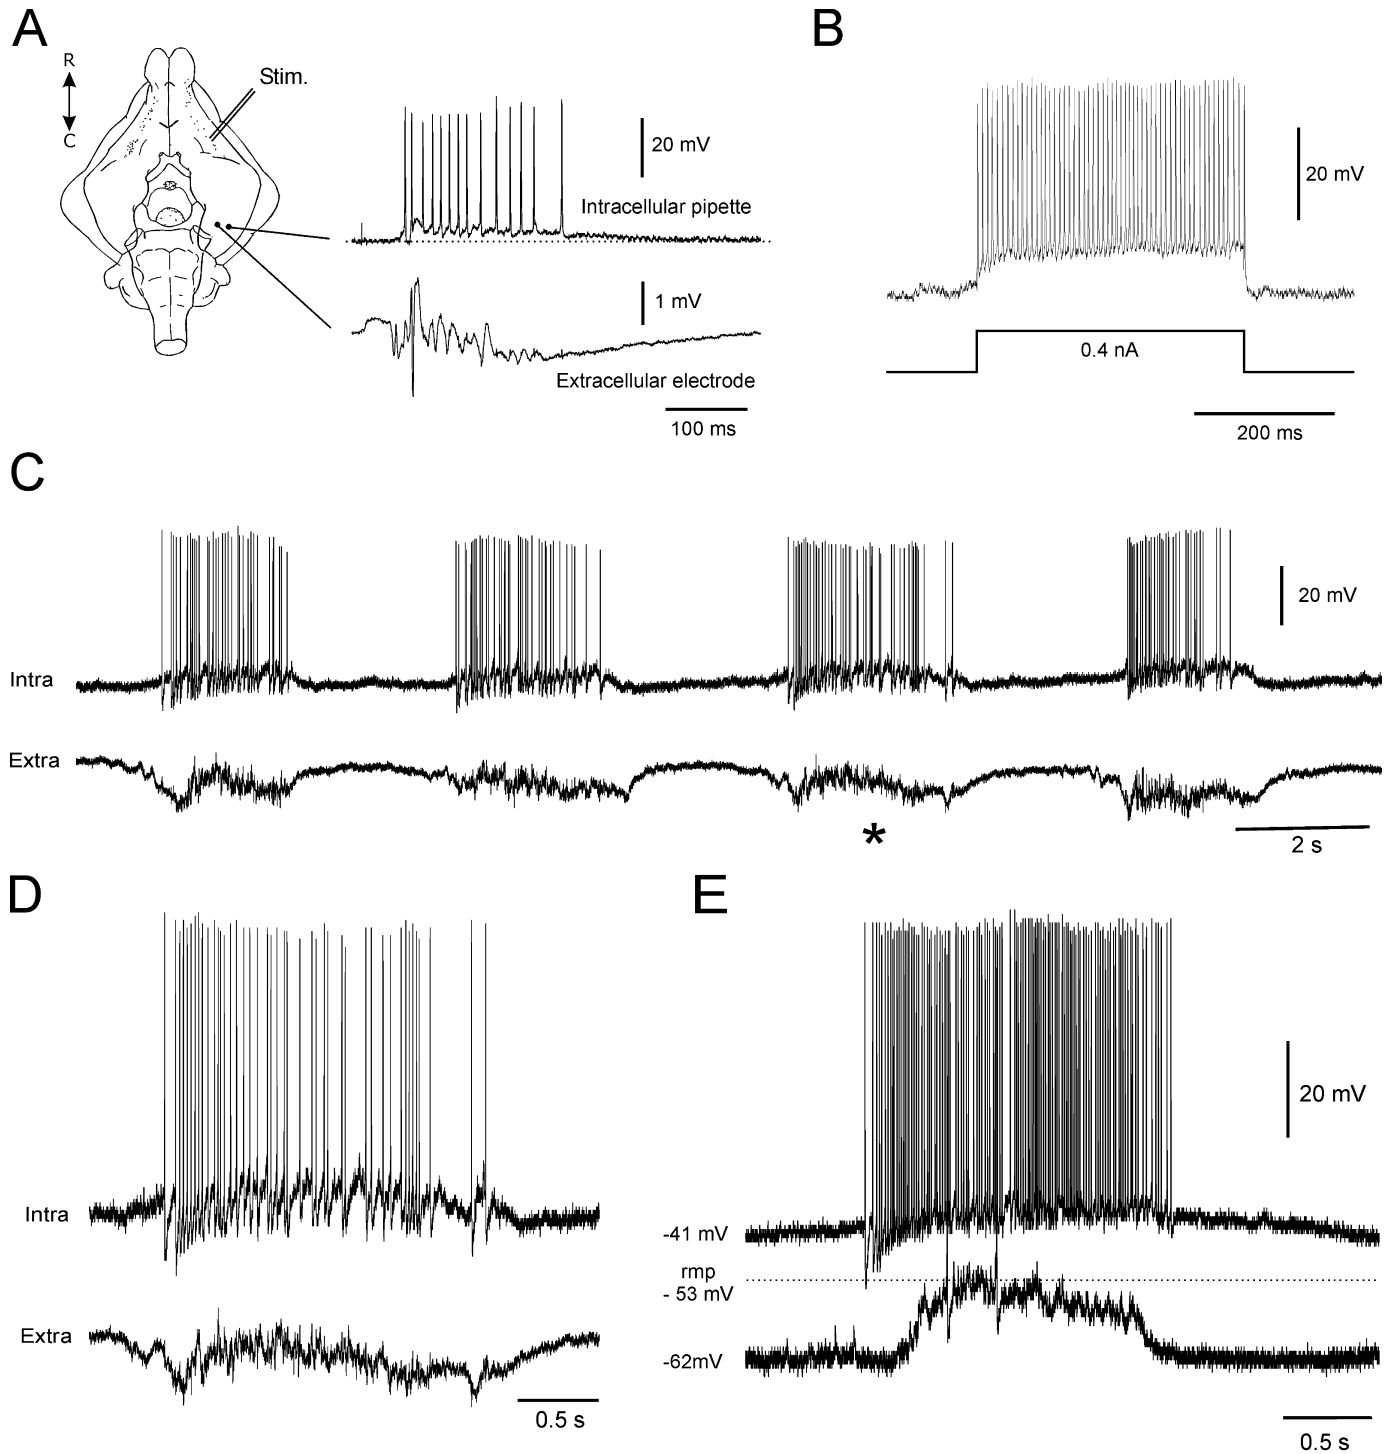 A
R
C
Stim.
20 mV
Intracellular pipette
1 mV
Extracellular electrode
100 ms
B
20 mV
0.4 nA
200 ms
C
20 mV
Intra
Extra
*
2 s
D
Intra
Extra
0.5 s
E
20 mV
-41 mV
rmp
- 53 mV
-62mV
0.5 s